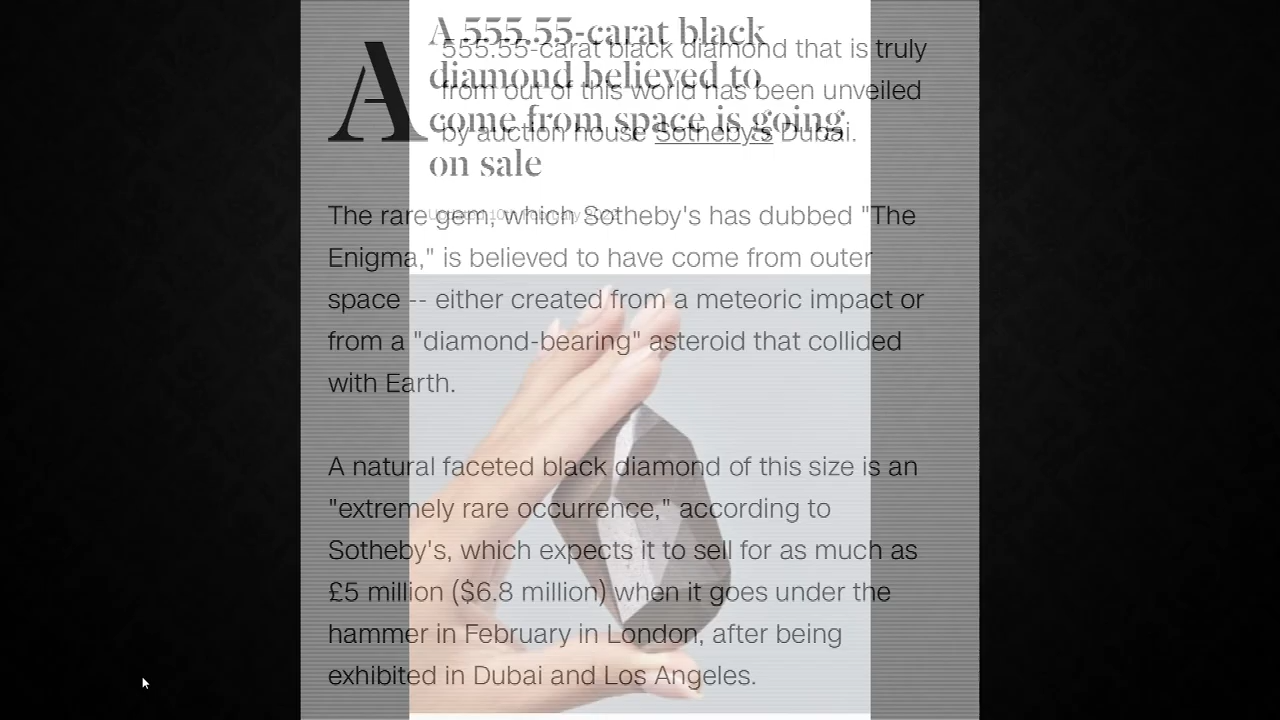 A 555.55-carat black
diamond believed to
come from space is going
on sale
A 555.55-carat black diamond that is truly
from out of this world has been unveiled
by auction house Sotheby's Dubai.
The rare gem, which Sotheby's has dubbed "The
Enigma," is believed to have come from outer
space -- either created from a meteoric impact or
from a "diamond-bearing" asteroid that collided
with Earth.
A natural faceted black diamond of this size is an
"extremely rare occurrence," according to
Sotheby's, which expects it to sell for as much as
£5 million ($6.8 million) when it goes under the
hammer in February in London, after being
exhibited in Dubai and Los Angeles.